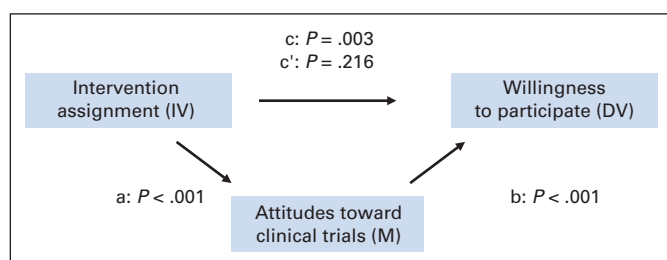 c: P = .003
c': P = .216
Intervention
assignment (IV)
Willingness
to participate (DV)
a: P < .001
Attitudes toward
clinical trials (M)
b: P < .001